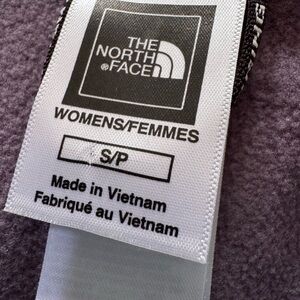 THE
NORTH
®FACE
WOMENS/FEMMES
S/P
Made in Vietnam
Fabriqué au Vietnam